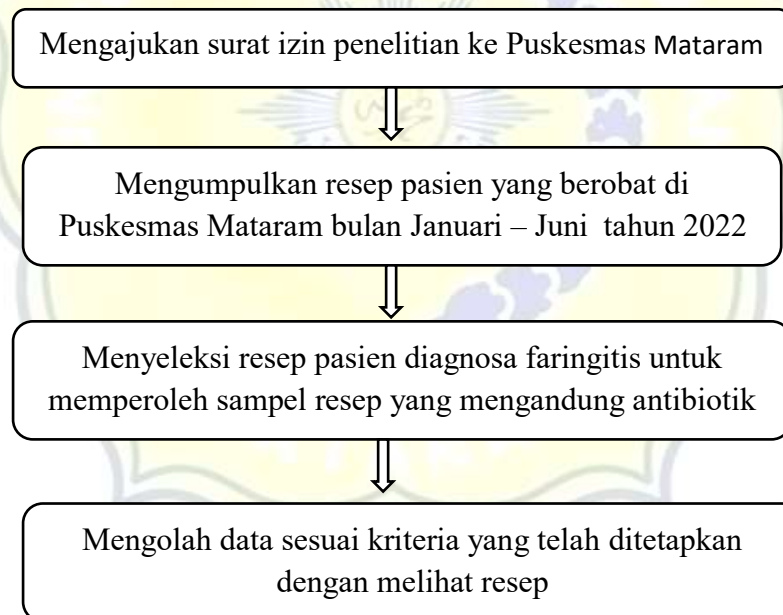 Mengajukan surat izin penelitian ke Puskesmas Mataram
Mengumpulkan resep pasien yang berobat di
Puskesmas Mataram bulan Januari – Juni tahun 2022
Menyeleksi resep pasien diagnosa faringitis untuk
memperoleh sampel resep yang mengandung antibiotik
Mengolah data sesuai kriteria yang telah ditetapkan
dengan melihat resep